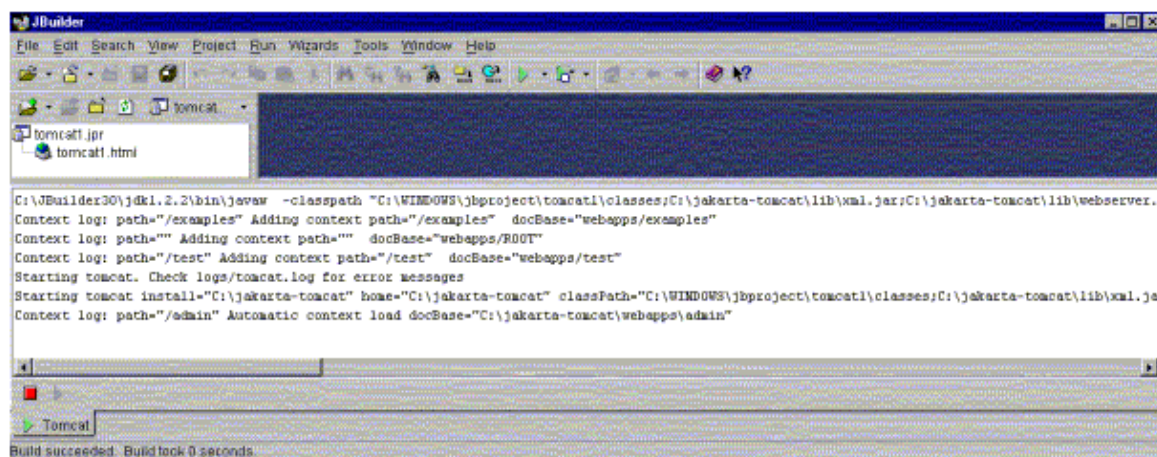 JBuilder
File Edit Search View Project Run Wizards Tools Window Help
tomcat...
tomcat1.jpr
tomcat1.html
C:\JBuilder30\jdk1.2.2\bin\javaw -classpath "C:\WINDOWS\jbproject\tomcat1\classes;C:\jakarta-tomcat\lib\xml.jar;C:\jakarta-tomcat\lib\webserver.
Context log: path="/examples" Adding context path="/examples" docBase="webapps/examples"
Context log: path="" Adding context path="" docBase="webapps/ROOT"
Context log: path="/test" Adding context path="/test" docBase="webapps/test"
Starting tomcat. Check logs/tomcat.log for error messages
Starting tomcat install="C:\jakarta-tomcat" home="C:\jakarta-tomcat" classPath="C:\WINDOWS\jbproject\tomcat1\classes;C:\jakarta-tomcat\lib\xml.ja
Context log: path="/admin" Automatic context load docBase="C:\jakarta-tomcat\webapps\admin"
Tomcat
Build succeeded. Build took 0 seconds.